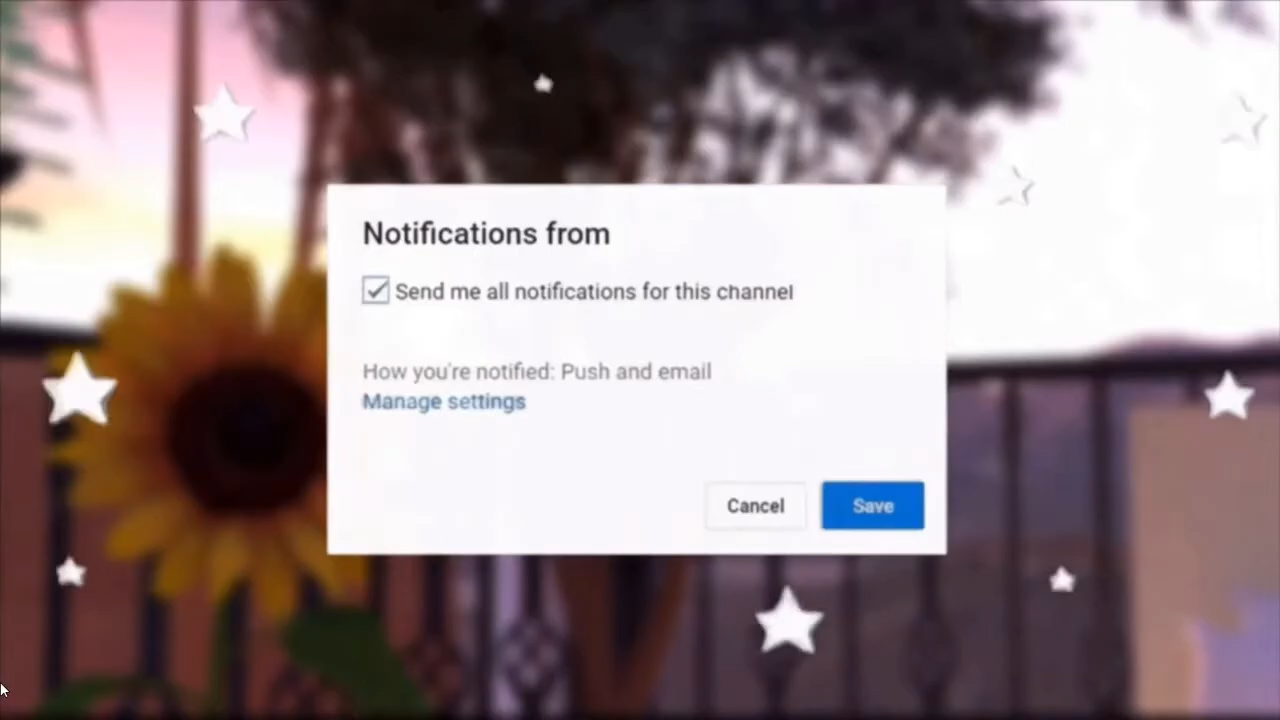 Notifications from
Send me all notifications for this channel
How you're notified: Push and email
Manage settings
Cancel
Save